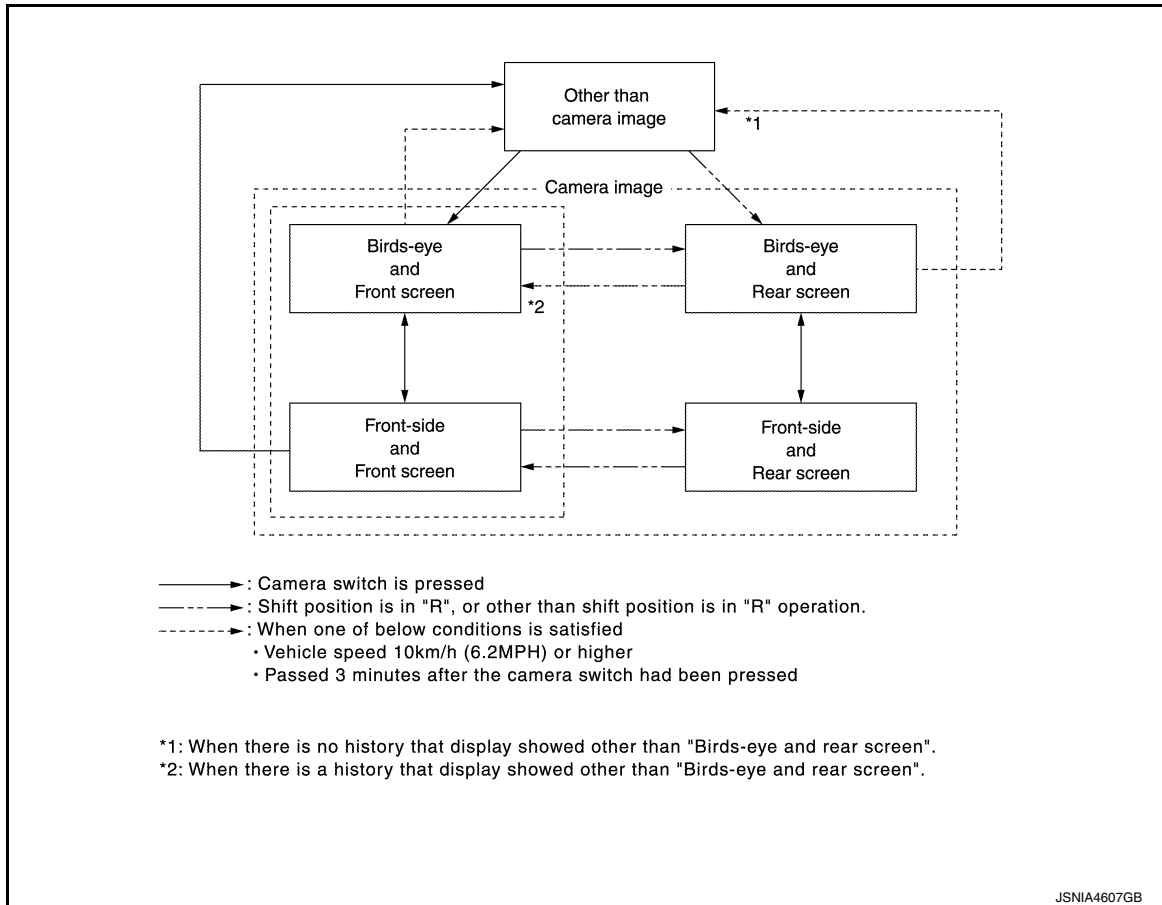 Other than
camera image
*1
Camera image
Birds-eye
and
Front screen
Birds-eye
and
Rear screen
*2
Front-side
and
Front screen
Front-side
and
Rear screen
: Camera switch is pressed
: Shift position is in "R", or other than shift position is in "R" operation.
: When one of below conditions is satisfied
· Vehicle speed 10km/h (6.2MPH) or higher
· Passed 3 minutes after the camera switch had been pressed
*1: When there is no history that display showed other than "Birds-eye and rear screen".
*2: When there is a history that display showed other than "Birds-eye and rear screen".
JSNIA4607GB